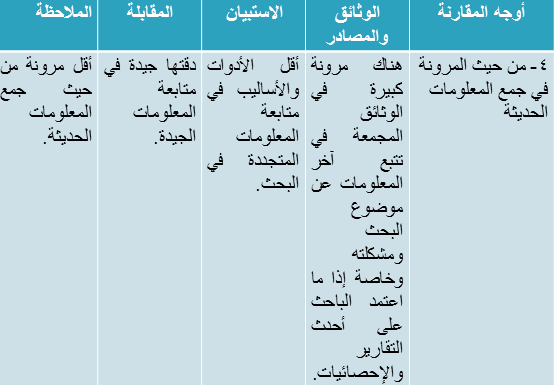 أوجه المقارنة
الوثائق
والمصادر
الاستبيان
المقابلة
الملاحظة
٤- من حيث المرونة
في جمع المعلومات
الحديثة
هناك مرونة
كبيرة في
الوثائق
المجمعة في
تتبع آخر
المعلومات عن
موضوع
البحث
ومشكلته
وخاصة إذا ما
اعتمد الباحث
على أحدث
التقارير
والإحصائيات.
أقل الأدوات
والأساليب في
متابعة
المعلومات
المتجددة في
البحث.
دقتها جيدة في
متابعة
المعلومات
الجيدة.
أقل مرونة من
حيث جمع
المعلومات
الحديثة.